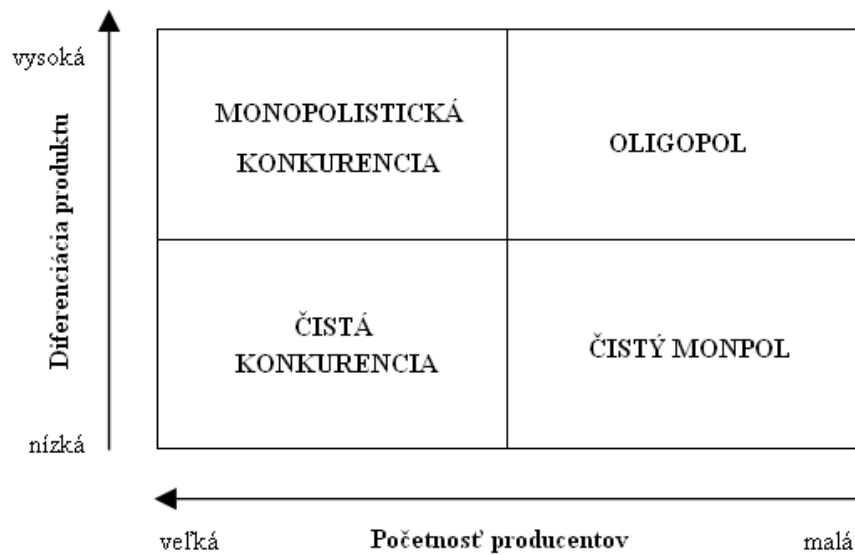 vysoká
MONOPOLISTICKÁ
KONKURENCIA
OLIGOPOL
Diferenciácia produktu
ČISTÁ
KONKURENCIA
ČISTÝ MONPOL
nízká
veľká
Početnosť producentov
malá